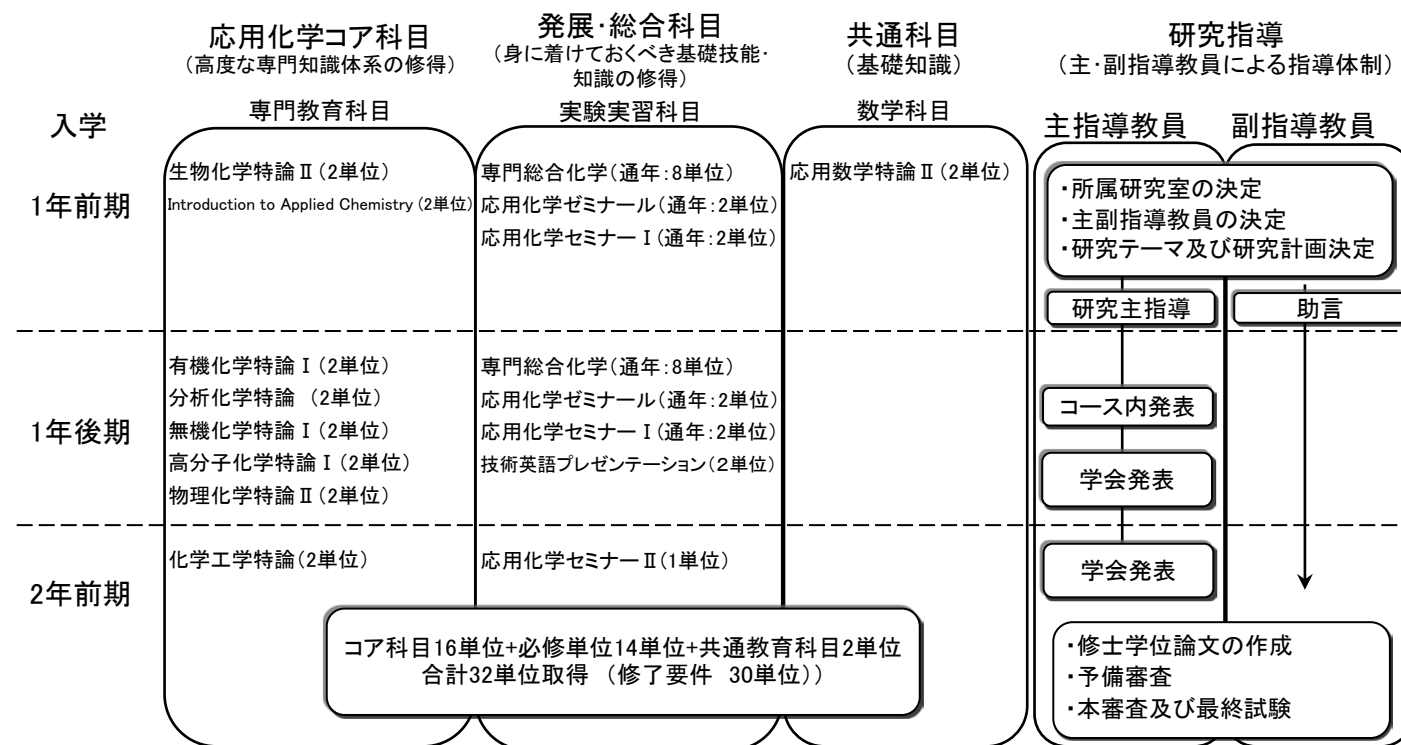 応用化学コア科目
(高度な専門知識体系の修得)
専門教育科目
発展・総合科目
(身に着けておくべき基礎技能・
知識の修得)
実験実習科目
共通科目
(基礎知識)
数学科目
研究指導
(主・副指導教員による指導体制)
主指導教員
副指導教員
入学
1年前期
生物化学特論Ⅱ(2単位)
Introduction to Applied Chemistry (2単位)
専門総合化学(通年:8単位)
応用化学ゼミナール(通年:2単位)
応用化学セミナーⅠ(通年:2単位)
応用数学特論Ⅱ(2単位)
・所属研究室の決定
・主副指導教員の決定
・研究テーマ及び研究計画決定
研究主指導
助言
1年後期
有機化学特論Ⅰ(2単位)
分析化学特論 (2単位)
無機化学特論Ⅰ(2単位)
高分子化学特論Ⅰ(2単位)
物理化学特論Ⅱ(2単位)
専門総合化学(通年:8単位)
応用化学ゼミナール(通年:2単位)
応用化学セミナーⅠ(通年:2単位)
技術英語プレゼンテーション(2単位)
コース内発表
学会発表
2年前期
化学工学特論(2単位)
応用化学セミナーⅡ(1単位)
学会発表
コア科目16単位+必修単位14単位+共通教育科目2単位
合計32単位取得 (修了要件 30単位))
・修士学位論文の作成
・予備審査
・本審査及び最終試験